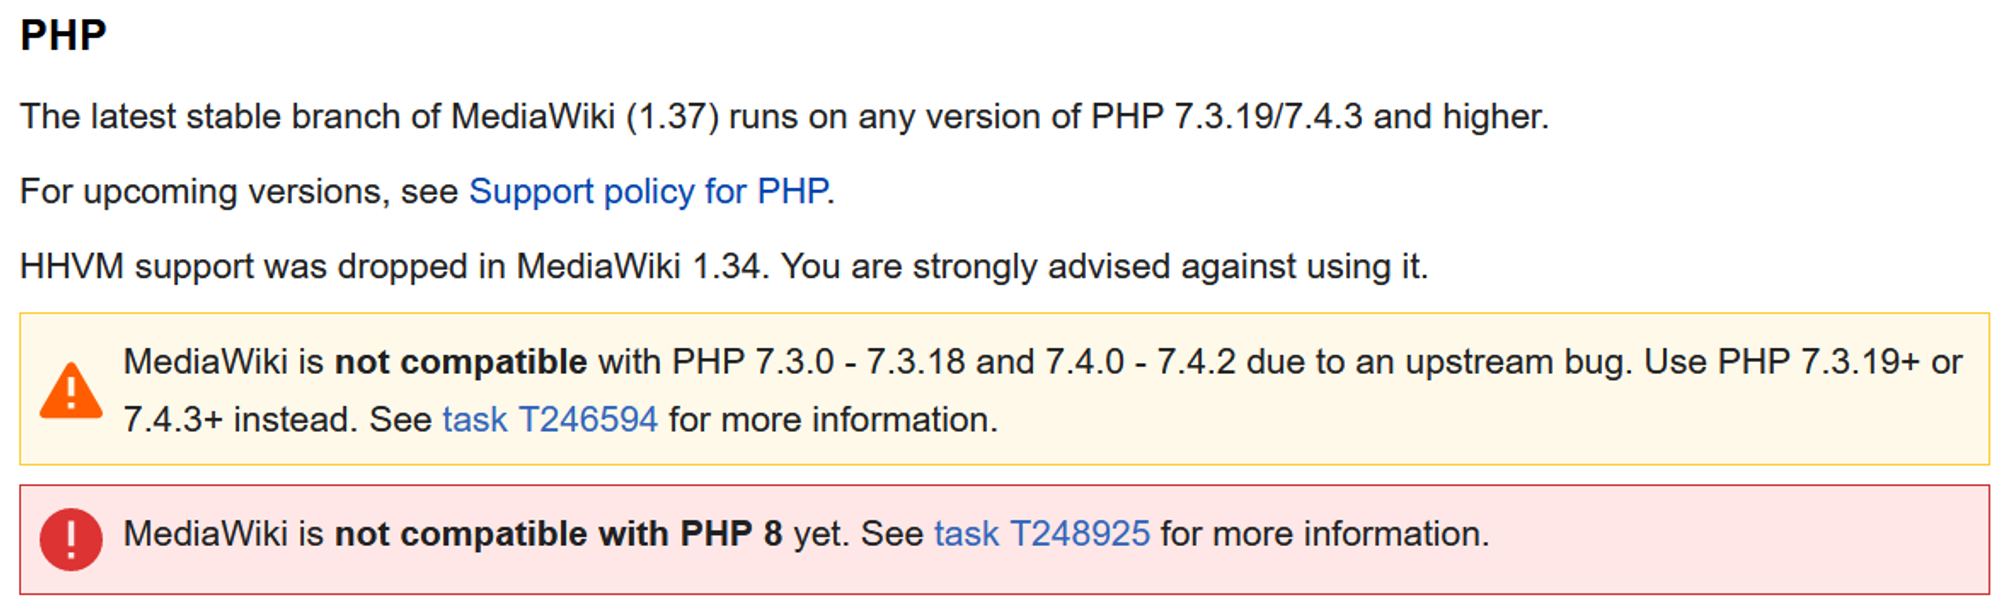 PHP
The latest stable branch of MediaWiki (1.37) runs on any version of PHP 7.3.19/7.4.3 and higher.
For upcoming versions, see Support policy for PHP.
HHVM support was dropped in MediaWiki 1.34. You are strongly advised against using it.
MediaWiki is not compatible with PHP 7.3.0 - 7.3.18 and 7.4.0 - 7.4.2 due to an upstream bug. Use PHP 7.3.19+ or
7.4.3+ instead. See task T246594 for more information.
MediaWiki is not compatible with PHP 8 yet. See task T248925 for more information.